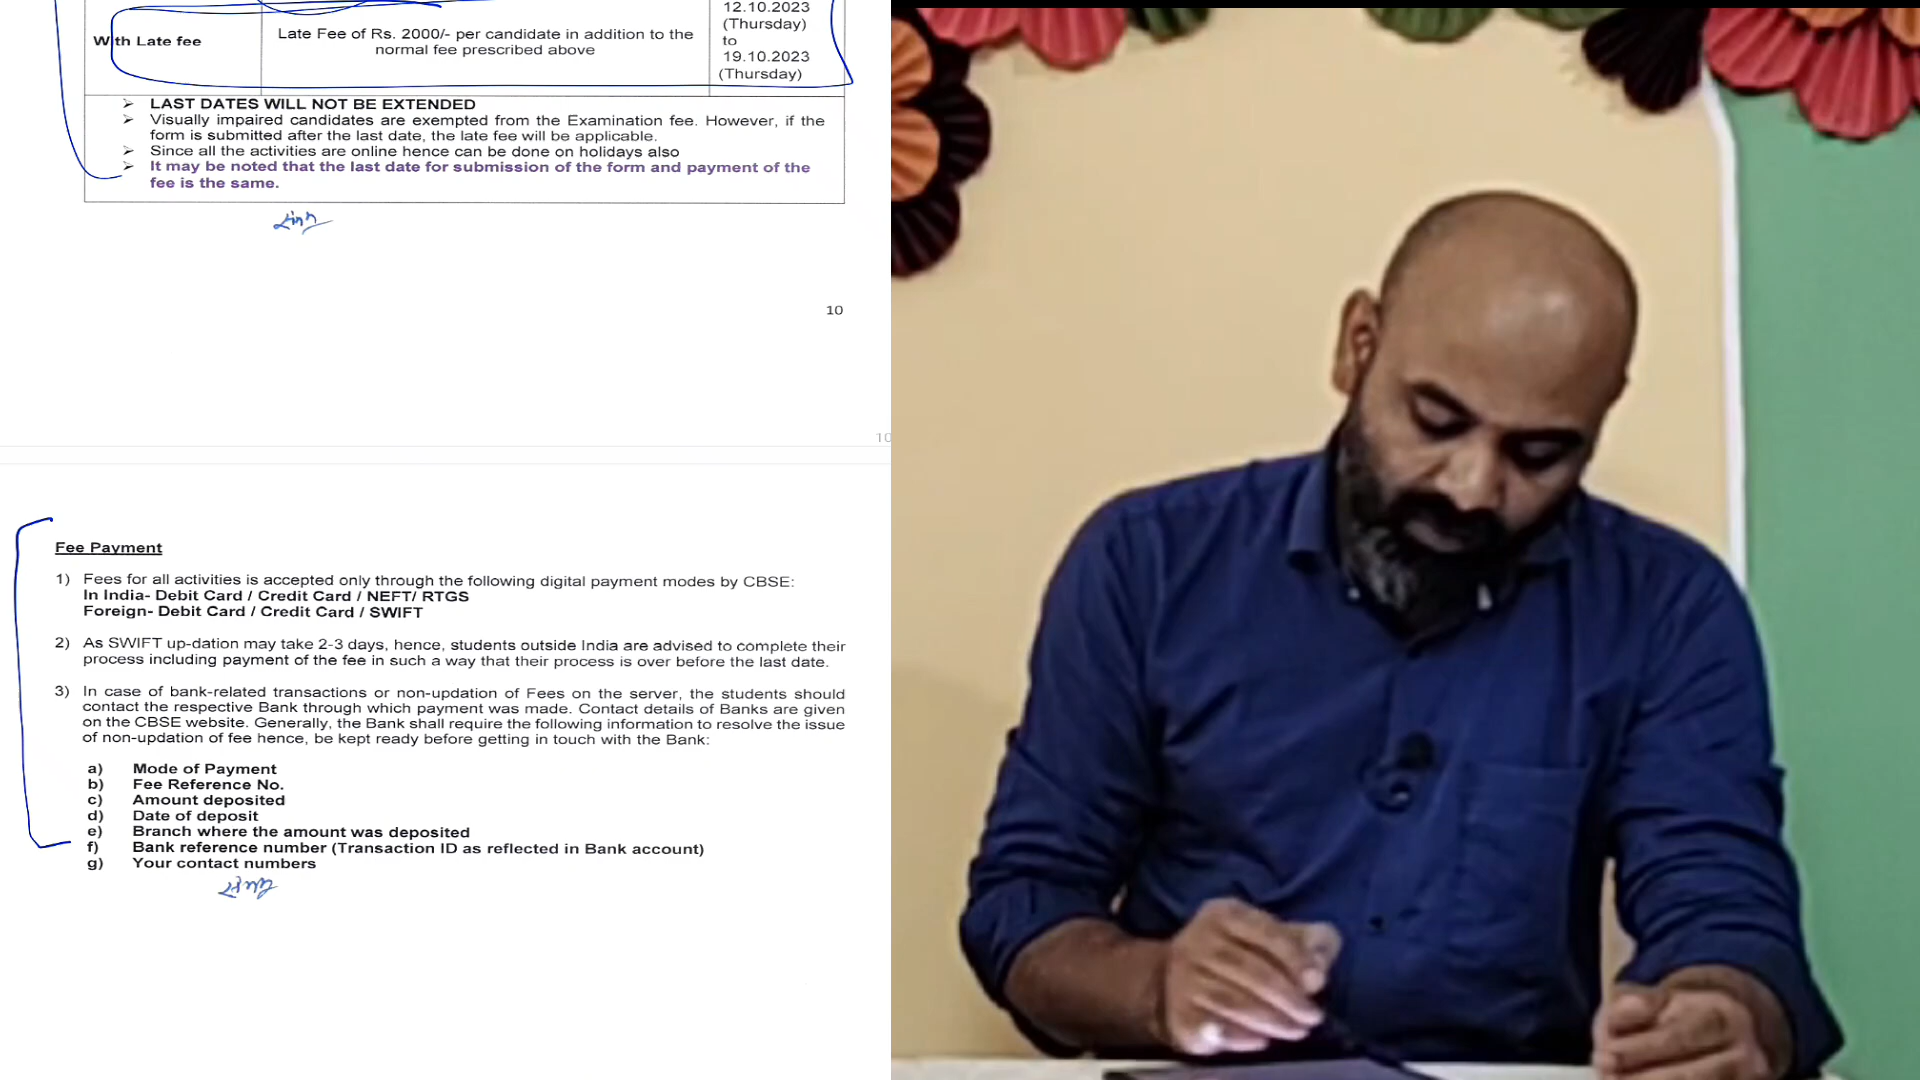 12.10.2023
(Thursday)
With Late fee
Late Fee of Rs. 2000/- per candidate in addition to the
normal fee prescribed above
to
19.10.2023
(Thursday)
➢ LAST DATES WILL NOT BE EXTENDED
➢ Visually impaired candidates are exempted from the Examination fee. However, if the
form is submitted after the last date, the late fee will be applicable.
➢ Since all the activities are online hence can be done on holidays also
➢ It may be noted that the last date for submission of the form and payment of the
fee is the same.
10
10
Fee Payment
1) Fees for all activities is accepted only through the following digital payment modes by CBSE:
In India- Debit Card / Credit Card / NEFT/ RTGS
Foreign- Debit Card / Credit Card / SWIFT
2) As SWIFT up-dation may take 2-3 days, hence, students outside India are advised to complete their
process including payment of the fee in such a way that their process is over before the last date.
3) In case of bank-related transactions or non-updation of Fees on the server, the students should
contact the respective Bank through which payment was made. Contact details of Banks are given
on the CBSE website. Generally, the Bank shall require the following information to resolve the issue
of non-updation of fee hence, be kept ready before getting in touch with the Bank:
a) Mode of Payment
b) Fee Reference No.
c) Amount deposited
d) Date of deposit
e) Branch where the amount was deposited
f) Bank reference number (Transaction ID as reflected in Bank account)
g) Your contact numbers